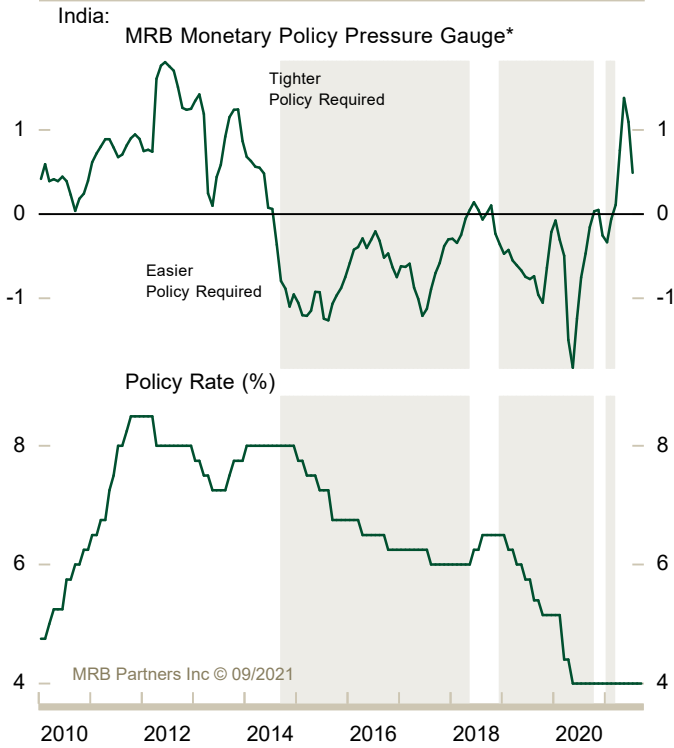 India:
MRB Monetary Policy Pressure Gauge*
Tighter
Policy Required
1 1
0 0
Easier
Policy Required
-1 -1
Policy Rate (%)
8 8
6 6
MRB Partners Inc © 09/2021
4 4
2010 2012 2014 2016 2018 2020